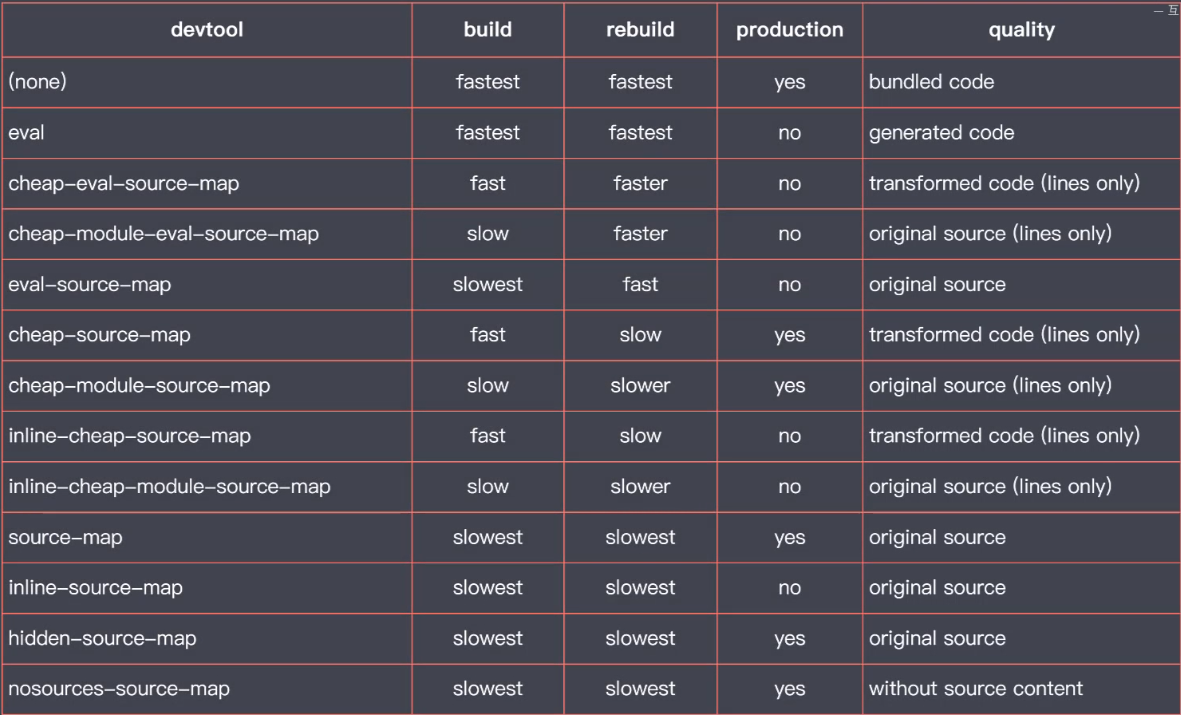 一 互
devtool build rebuild production quality
(none) fastest fastest yes bundled code
eval fastest fastest no generated code
cheap-eval-source-map fast faster no transformed code (lines only)
cheap-module-eval-source-map slow faster no original source (lines only)
eval-source-map slowest fast no original source
cheap-source-map fast slow yes transformed code (lines only)
cheap-module-source-map slow slower yes original source (lines only)
inline-cheap-source-map fast slow no transformed code (lines only)
inline-cheap-module-source-map slow slower no original source (lines only)
source-map slowest slowest yes original source
inline-source-map slowest slowest no original source
hidden-source-map slowest slowest yes original source
nosources-source-map slowest slowest yes without source content